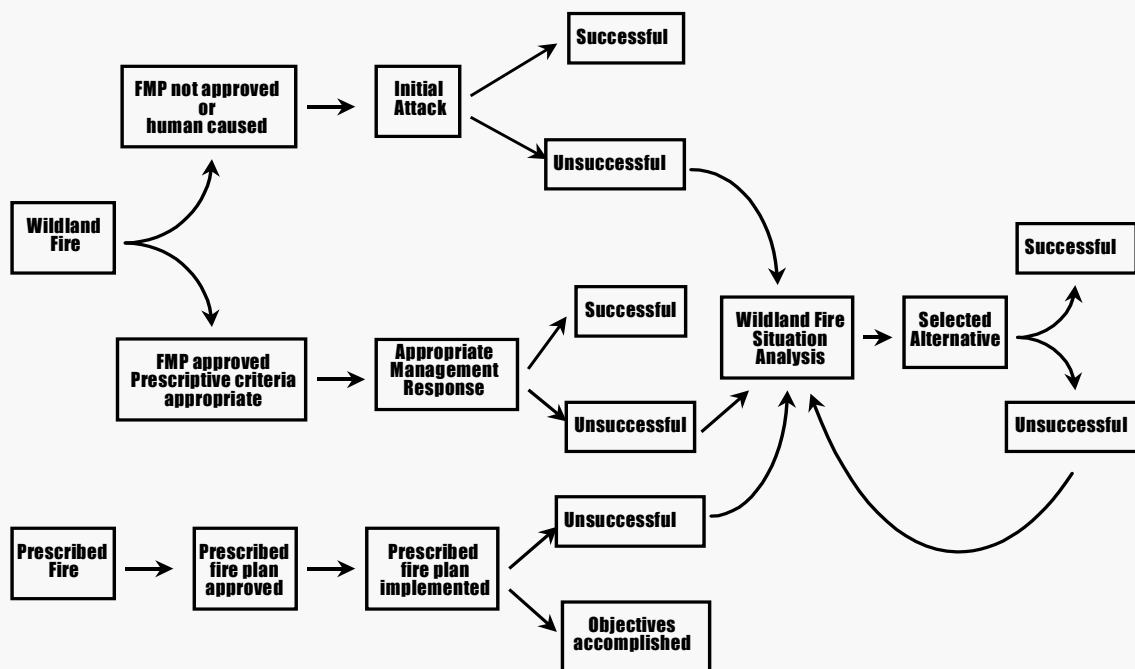 Successful
FMP not approved
or
human caused
Initial
Attack
Unsuccessful
Wildland
Fire
Successful
FMP approved
Prescriptive criteria
appropriate
Appropriate
Management
Response
Successful
Unsuccessful
Wildland Fire
Situation
Analysis
Selected
Alternative
Unsuccessful
Prescribed
Fire
Prescribed
fire plan
approved
Prescribed
fire plan
implemented
Unsuccessful
Objectives
accomplished